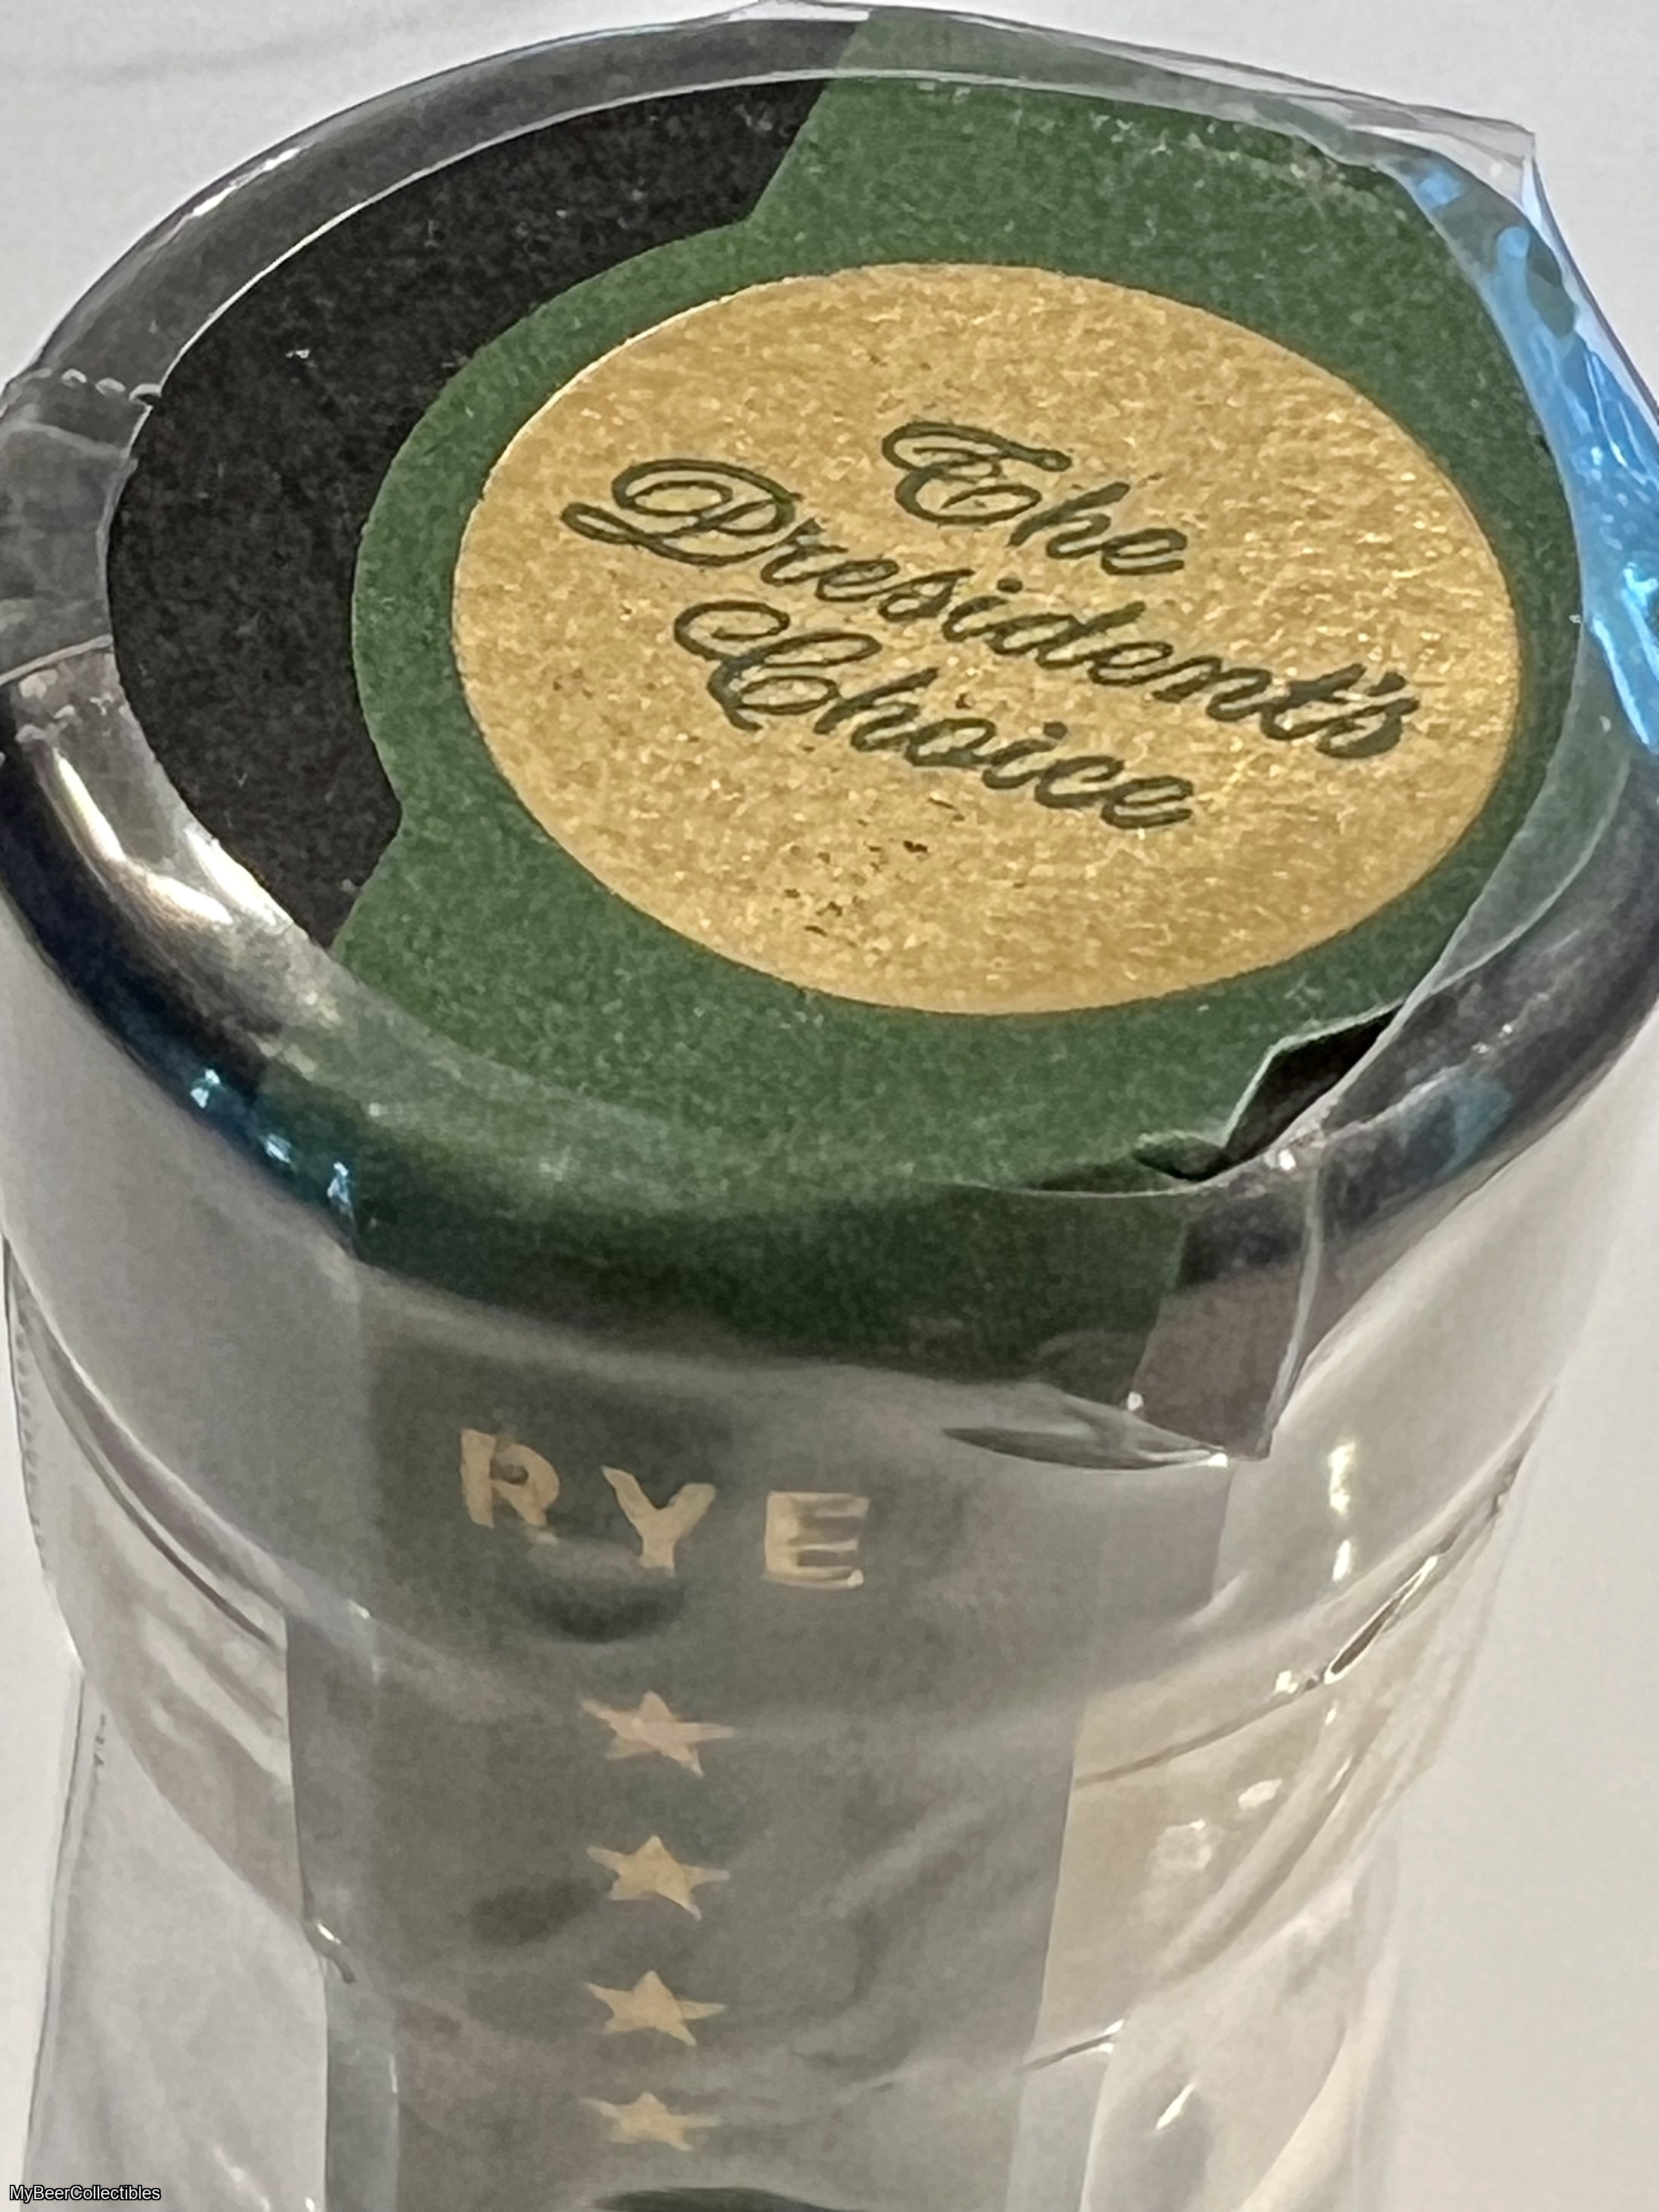 The
President's
Choice
RYE
MyBeerCollectibles